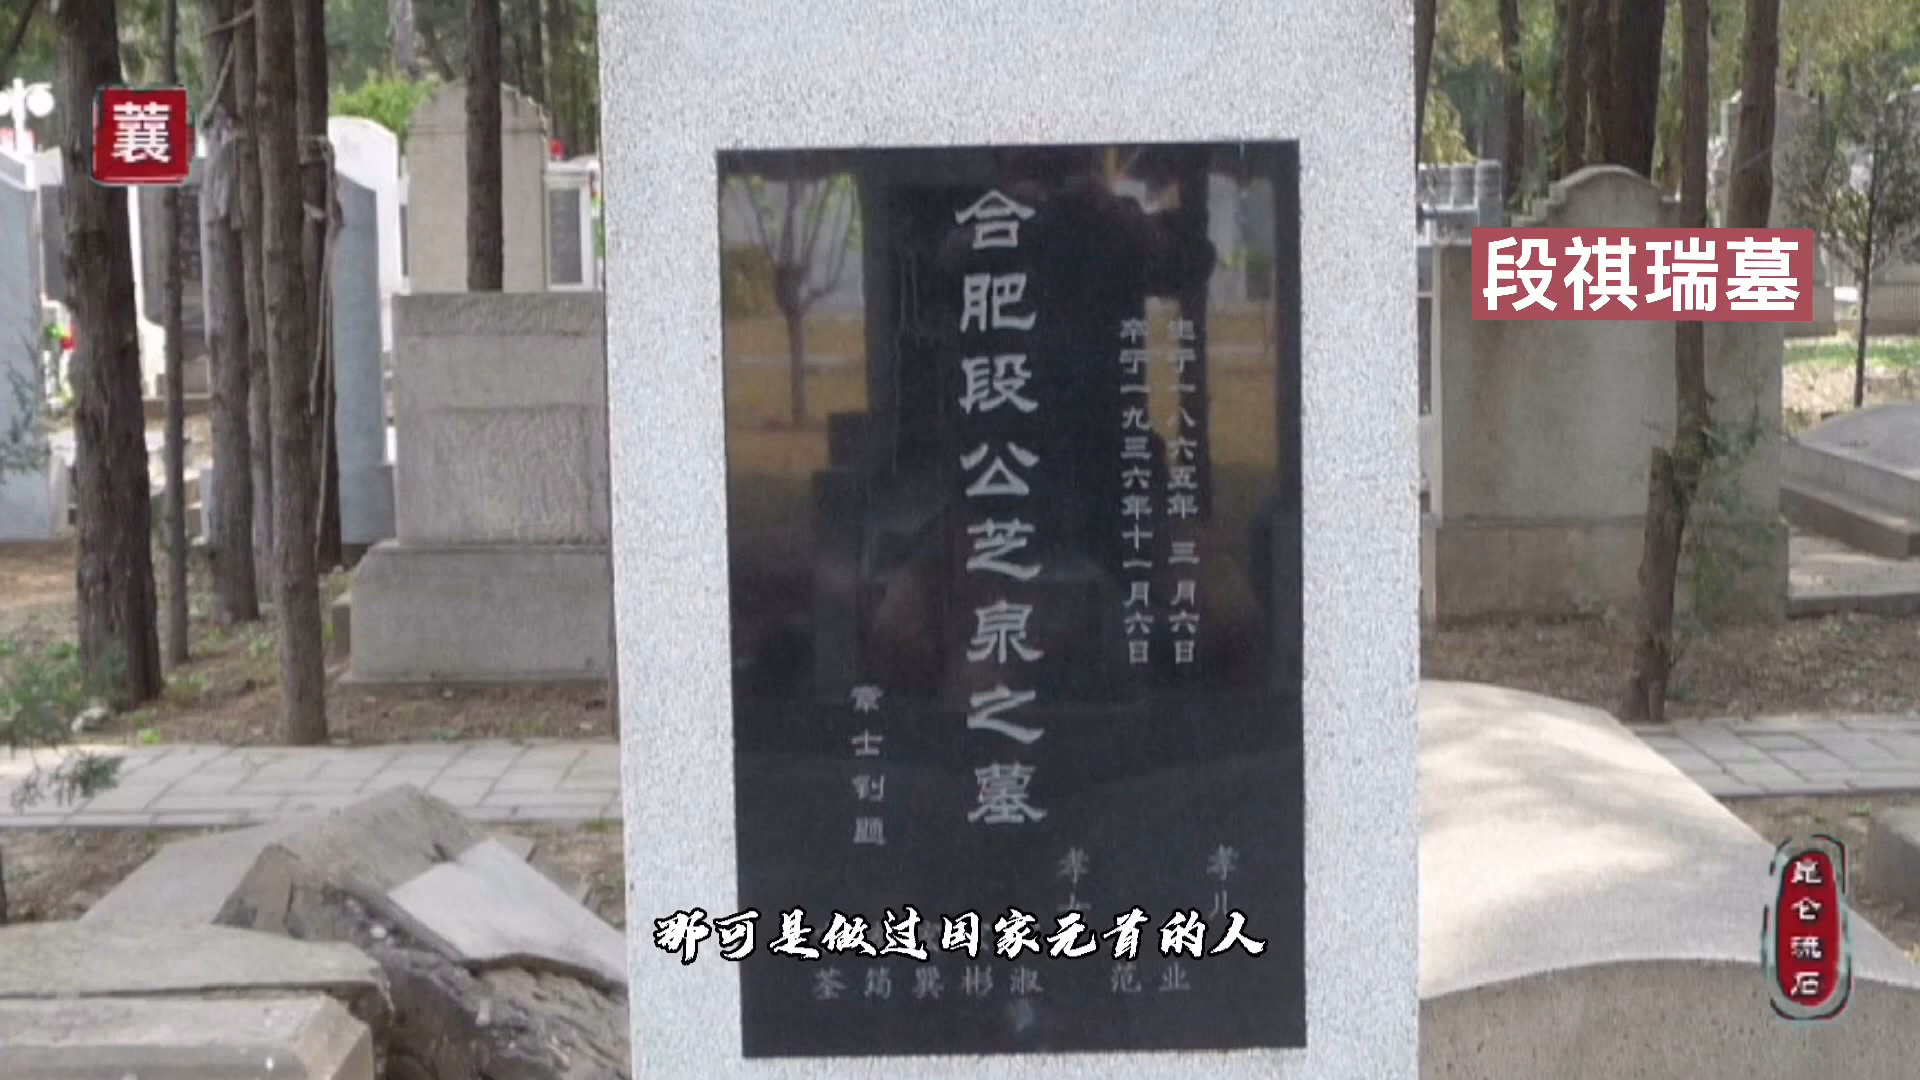 蘘
段祺瑞墓
生于一八六五年 三月六日
卒于一九三六年十一月六日
合肥段公芝泉之墓
章士钊题
孝儿
业
范
孝女
淑
彬
巽
筠
荃
那可是做过国家元首的人
昆仑流石